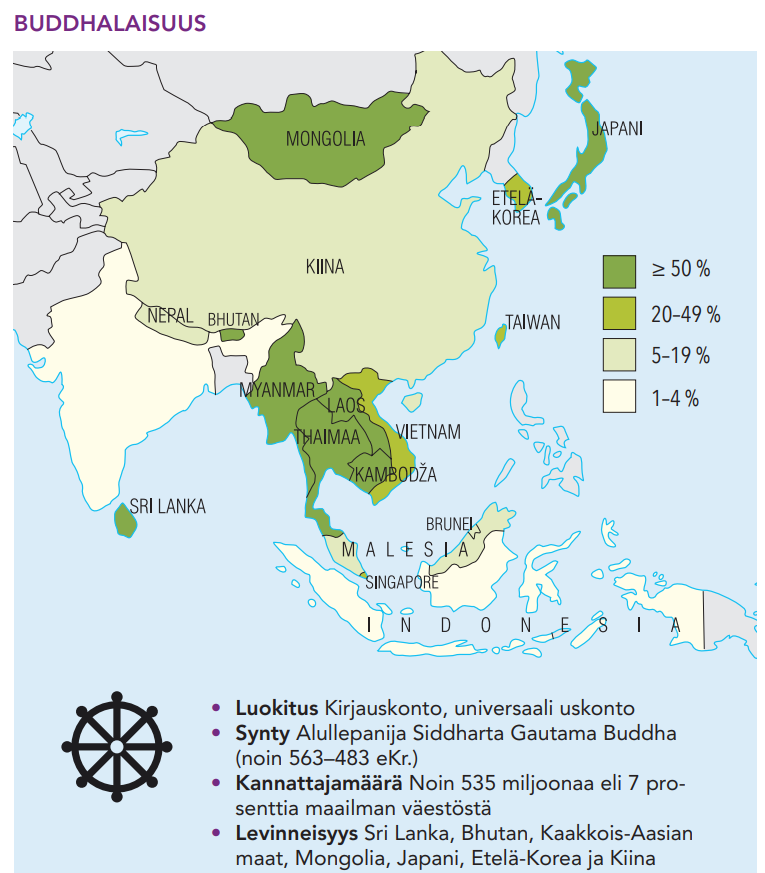 BUDDHALAISUUS
MONGOLIA
JAPANI
ETELÄ-
KOREA
KIINA
≥ 50 %
NEPAL
BHUTAN
20–49 %
TAIWAN
5–19 %
MYANMAR
1–4 %
LAOS
THAIMAA
VIETNAM
KAMBODŽA
SRI LANKA
BRUNEI
MALESIA
SINGAPORE
INDONESIA
• Luokitus Kirjauskonto, universaali uskonto
• Synty Alullepanija Siddharta Gautama Buddha
(noin 563–483 eKr.)
• Kannattajamäärä Noin 535 miljoonaa eli 7 pro-
senttia maailman väestöstä
• Levinneisyys Sri Lanka, Bhutan, Kaakkois-Aasian
maat, Mongolia, Japani, Etelä-Korea ja Kiina